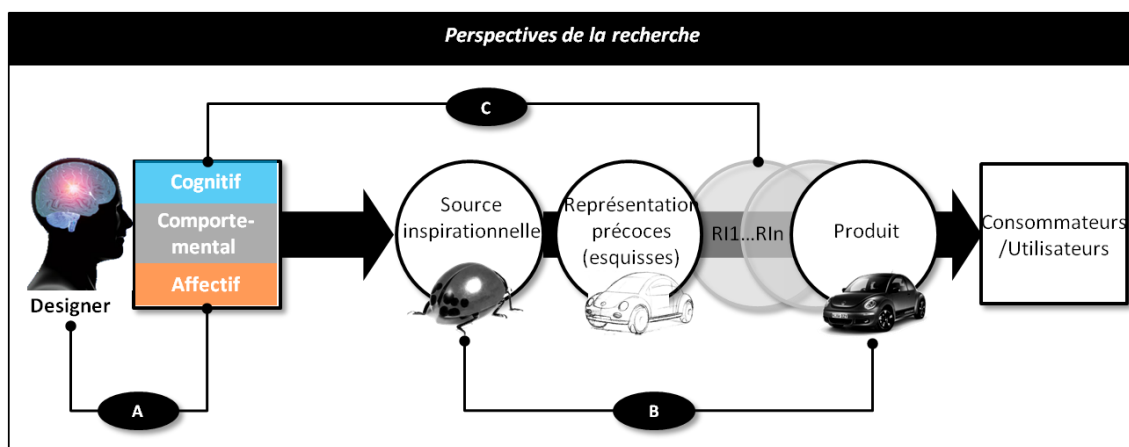 Perspectives de la recherche
C
Cognitif
Comporte-
mental
Affectif
Designer
Source
inspirationnelle
Représentation
précoces
(esquisses)
RI1...RIn
Produit
Consommateurs
/Utilisateurs
A
B